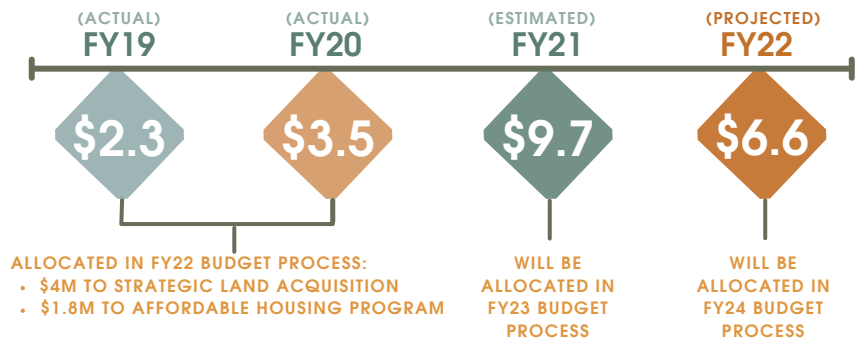 (ACTUAL) (ACTUAL) (ESTIMATED) (PROJECTED)
FY19 FY20 FY21 FY22
$2.3 $3.5 $9.7 $6.6
ALLOCATED IN FY22 BUDGET PROCESS:
• $4M TO STRATEGIC LAND ACQUISITION
• $1.8M TO AFFORDABLE HOUSING PROGRAM
WILL BE
ALLOCATED IN
FY23 BUDGET
PROCESS
WILL BE
ALLOCATED IN
FY24 BUDGET
PROCESS